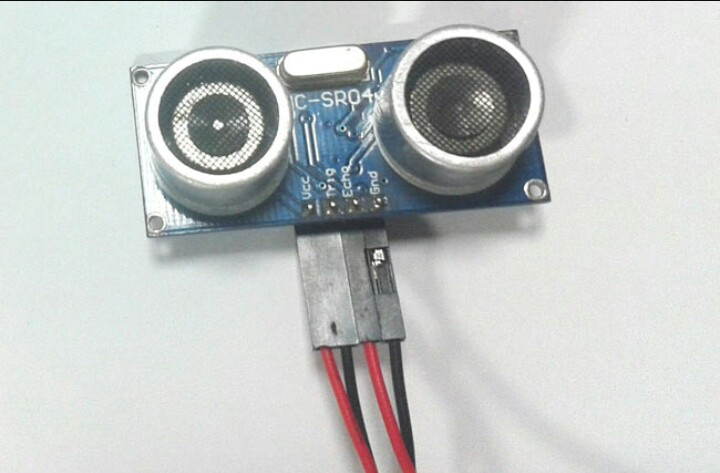 C-SR04
Vcc
Trig
Echo
Gnd